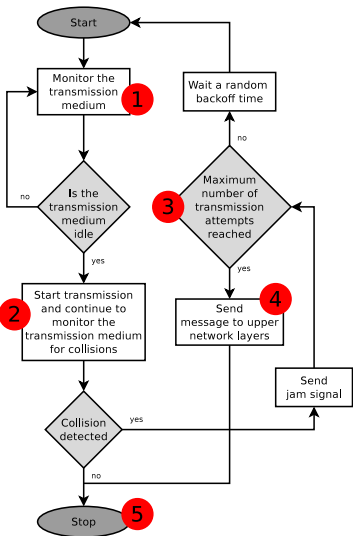 Start
Monitor the
transmission
medium
1
Is the
transmission
medium
idle
no
yes
2
Start transmission
and continue to
monitor the
transmission medium
for collisions
Collision
detected
yes
no
Stop
5
Wait a random
backoff time
no
Maximum
number of
transmission
attempts
reached
3
yes
4
Send
message to upper
network layers
Send
jam signal